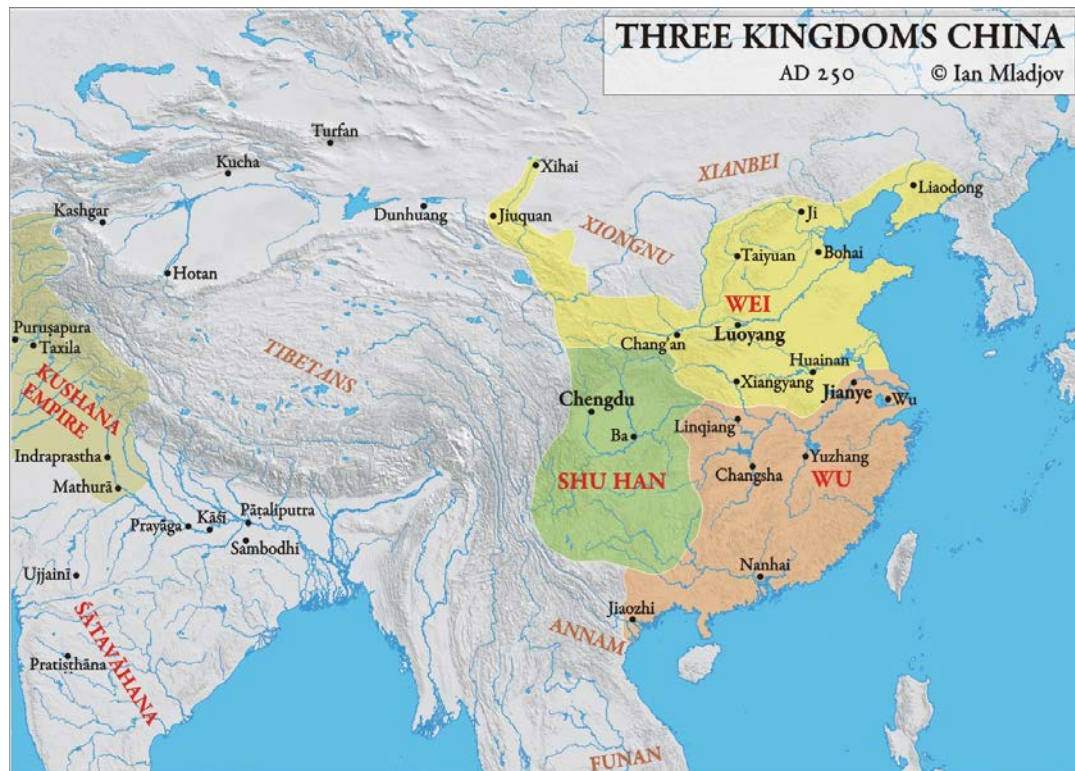 THREE KINGDOMS CHINA
AD 250 © Ian Mladjov
Turfan
Kucha
Xihai
XIANBEI
Liaodong
Kashgar
Dunhuang
Jiuquan
Ji
XIONGNU
Taiyuan
Bohai
Hotan
WEI
Luoyang
Puruṣapura
Taxila
Chang'an
TIBETANS
Huainan
Xiangyang
Jianye
Wu
KUSHANA
EMPIRE
Chengdu
Linqiang
Ba
Indraprastha
Yuzhang
Changsha
SHU HAN
WU
Mathurā
Prayāga
Kāśī
Pāṭaliputra
Sambodhi
Ujjainī
Nanhai
Jiaozhi
ŚĀTAVĀHANA
ANNAM
Pratiṣṭhāna
FUNAN